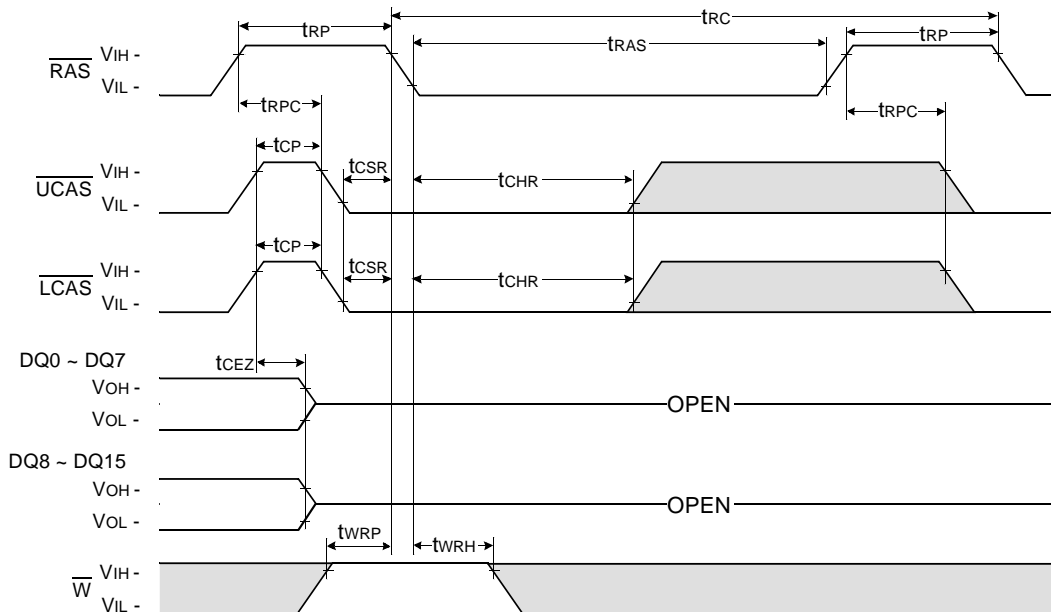 tRC
tRP tRAS tRP
RAS VIH -
VIL -
tRPC tRPC
tCP tCSR
UCAS VIH -
VIL -
tCHR
tCP tCSR
LCAS VIH -
VIL -
tCHR
DQ0 ~ DQ7 tCEZ
VOH -
OPEN
VOL -
DQ8 ~ DQ15
VOH -
OPEN
VOL -
tWRP tWRH
W VIH -
VIL -